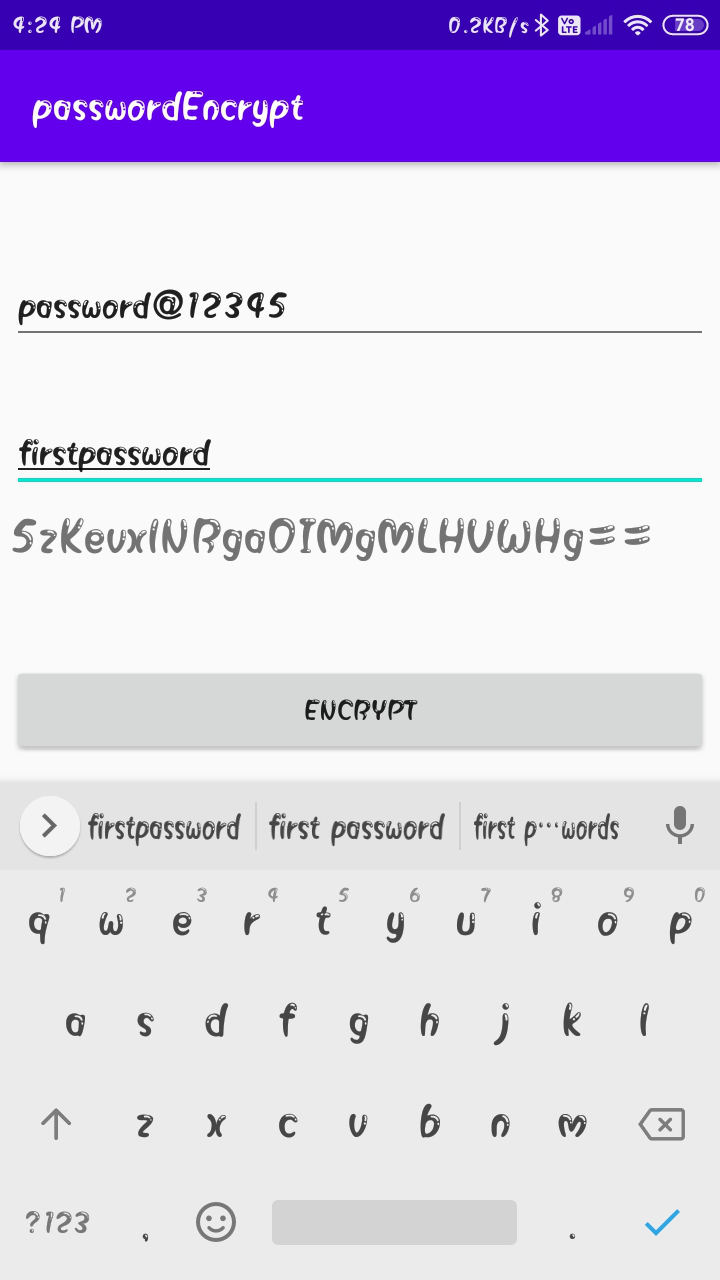 4:24 PM 0.2KB/s Vo LTE 78
passwordEncrypt
password@12345
firstpassword
5zKevxlNRgaOIMgMLHVWHg==
ENCRYPT
firstpassword first password first p···words
1 2 3 4 5 6 7 8 9 0
q w e r t y u i o p
a s d f g h j k l
z x c v b n m
?123 , .